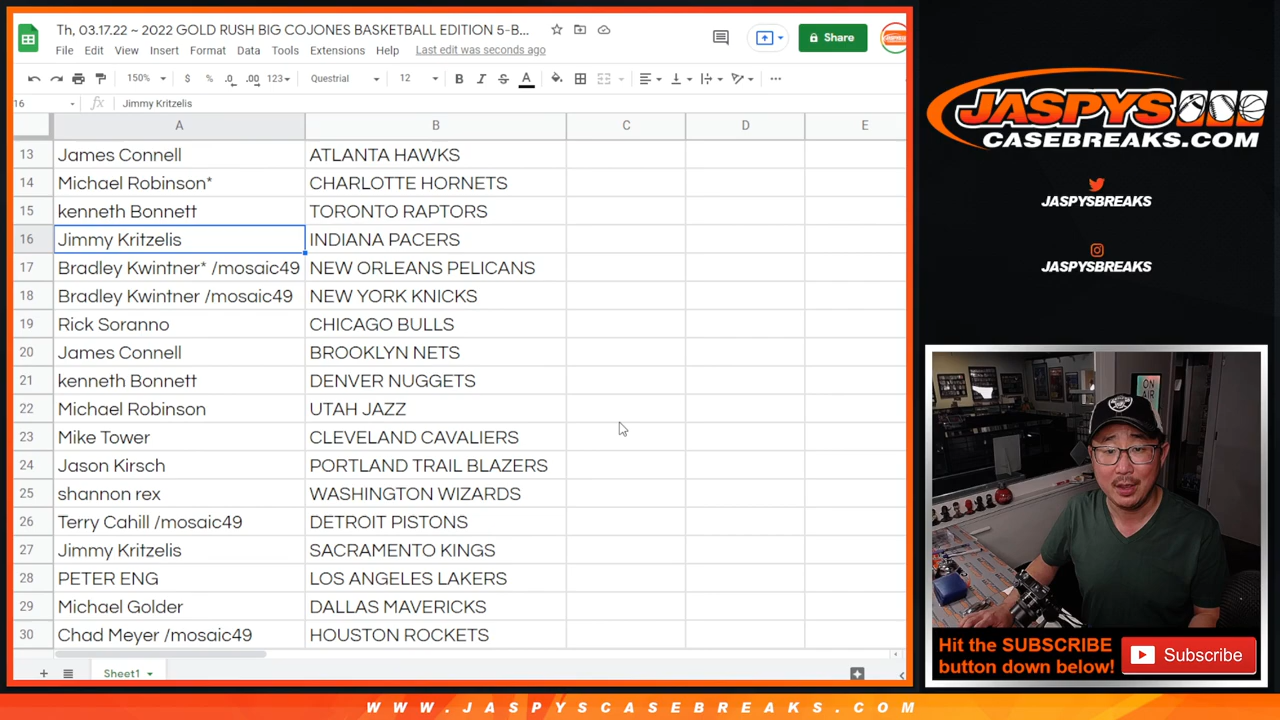 Th, 03.17.22 ~ 2022 GOLD RUSH BIG COJONES BASKETBALL EDITION 5-B...
File Edit View Insert Format Data Tools Extensions Help Last edit was seconds ago
Share
150% $ % .0 .00 123 Questrial 12 B I S A
16 fx Jimmy Kritzelis
A B C D E
13 James Connell ATLANTA HAWKS
14 Michael Robinson* CHARLOTTE HORNETS
15 kenneth Bonnett TORONTO RAPTORS
16 Jimmy Kritzelis INDIANA PACERS
17 Bradley Kwintner* /mosaic49 NEW ORLEANS PELICANS
18 Bradley Kwintner /mosaic49 NEW YORK KNICKS
19 Rick Soranno CHICAGO BULLS
20 James Connell BROOKLYN NETS
21 kenneth Bonnett DENVER NUGGETS
22 Michael Robinson UTAH JAZZ
23 Mike Tower CLEVELAND CAVALIERS
24 Jason Kirsch PORTLAND TRAIL BLAZERS
25 shannon rex WASHINGTON WIZARDS
26 Terry Cahill /mosaic49 DETROIT PISTONS
27 Jimmy Kritzelis SACRAMENTO KINGS
28 PETER ENG LOS ANGELES LAKERS
29 Michael Golder DALLAS MAVERICKS
30 Chad Meyer /mosaic49 HOUSTON ROCKETS
Sheet1
JASPYS
CASEBREAKS.COM
JASPYSBREAKS
JASPYSBREAKS
ON
AIR
Hit the SUBSCRIBE
button down below!
Subscribe
WWW.JASPYSCASEBREAKS.COM